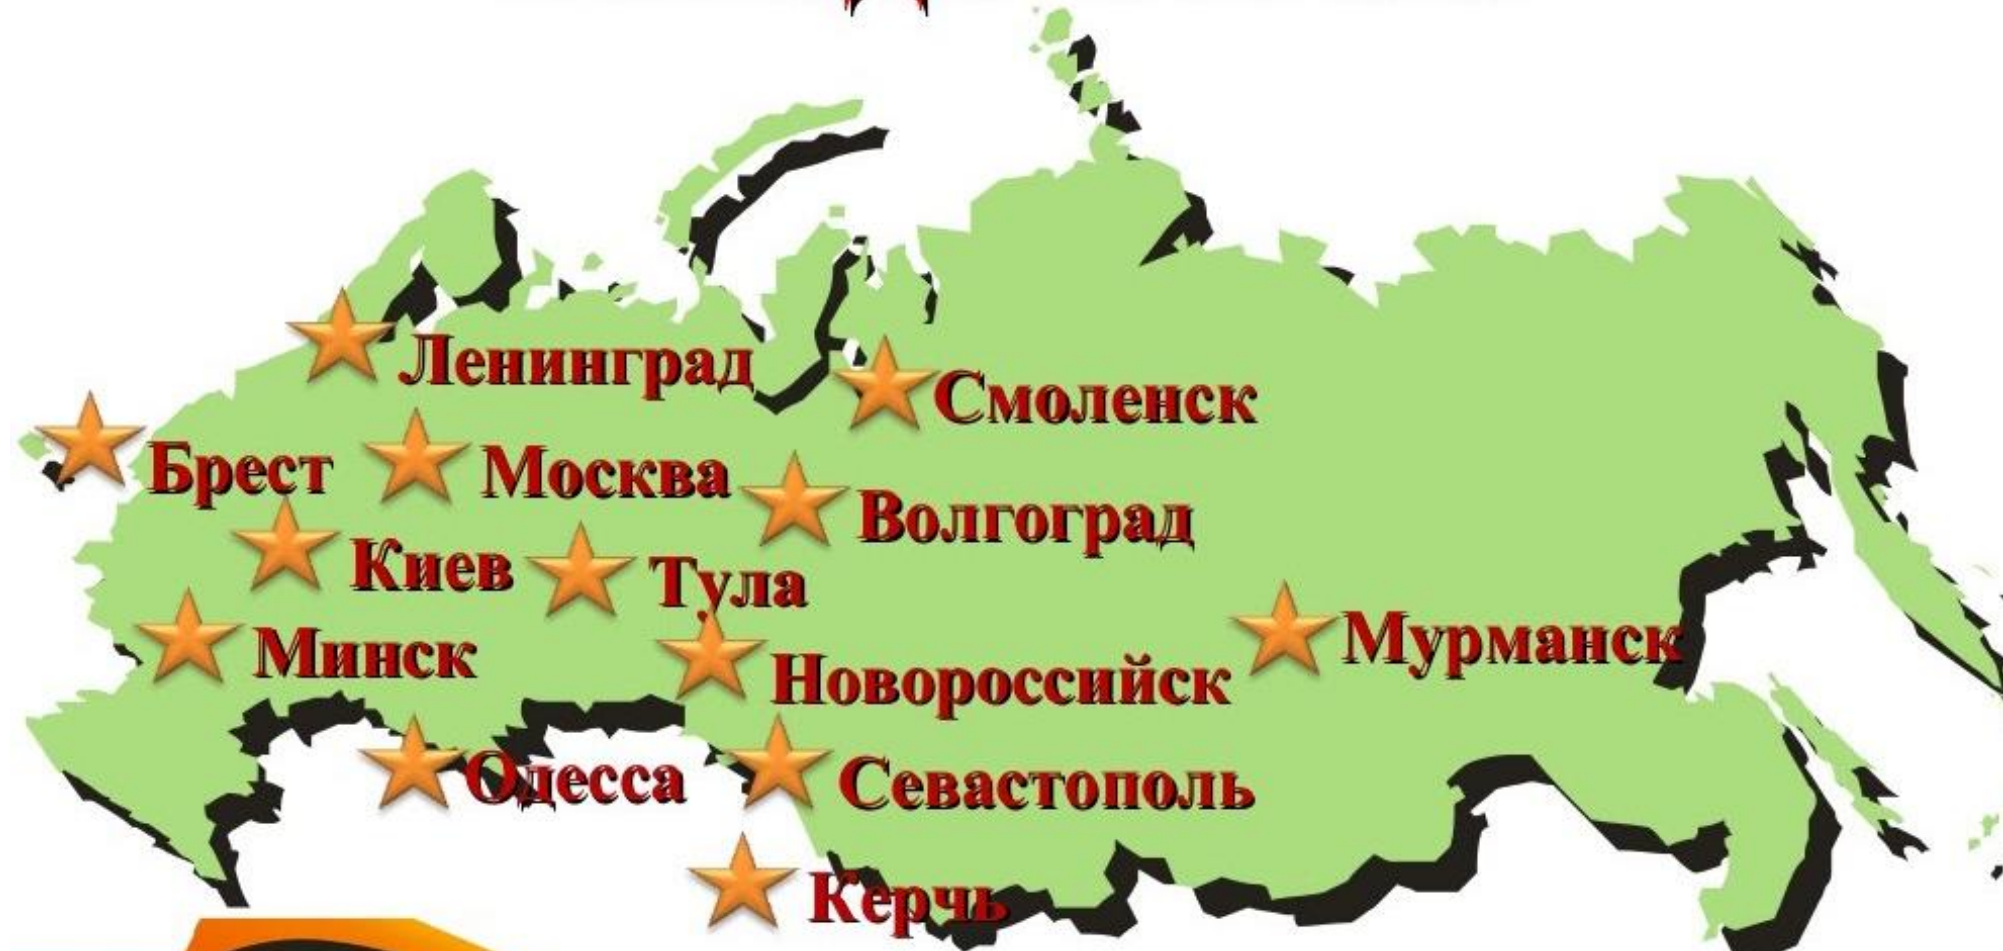 Ленинград
Смоленск
Брест
Москва
Волгоград
Киев
Тула
Минск
Новороссийск
Мурманск
Одесса
Севастополь
Керчь